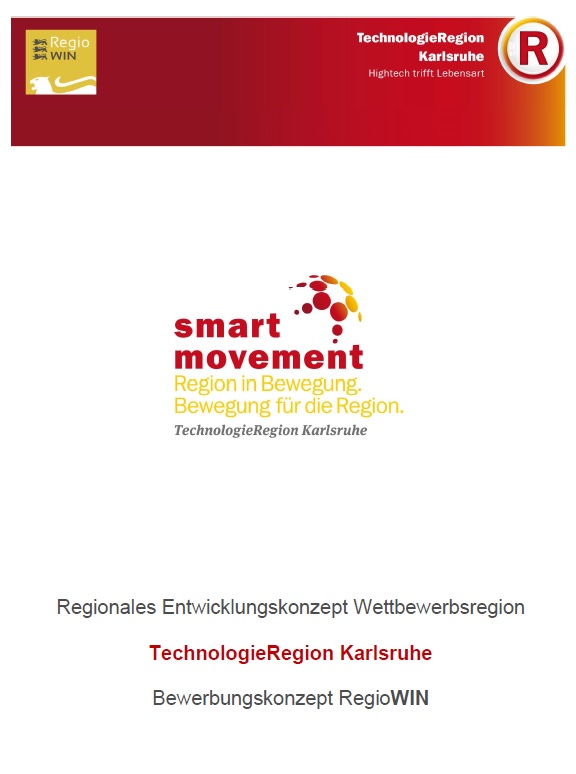 Regio
WIN
TechnologieRegion
Karlsruhe
Hightech trifft Lebensart
R
smart
movement
Region in Bewegung.
Bewegung für die Region.
TechnologieRegion Karlsruhe
Regionales Entwicklungskonzept Wettbewerbsregion
TechnologieRegion Karlsruhe
Bewerbungskonzept RegioWIN